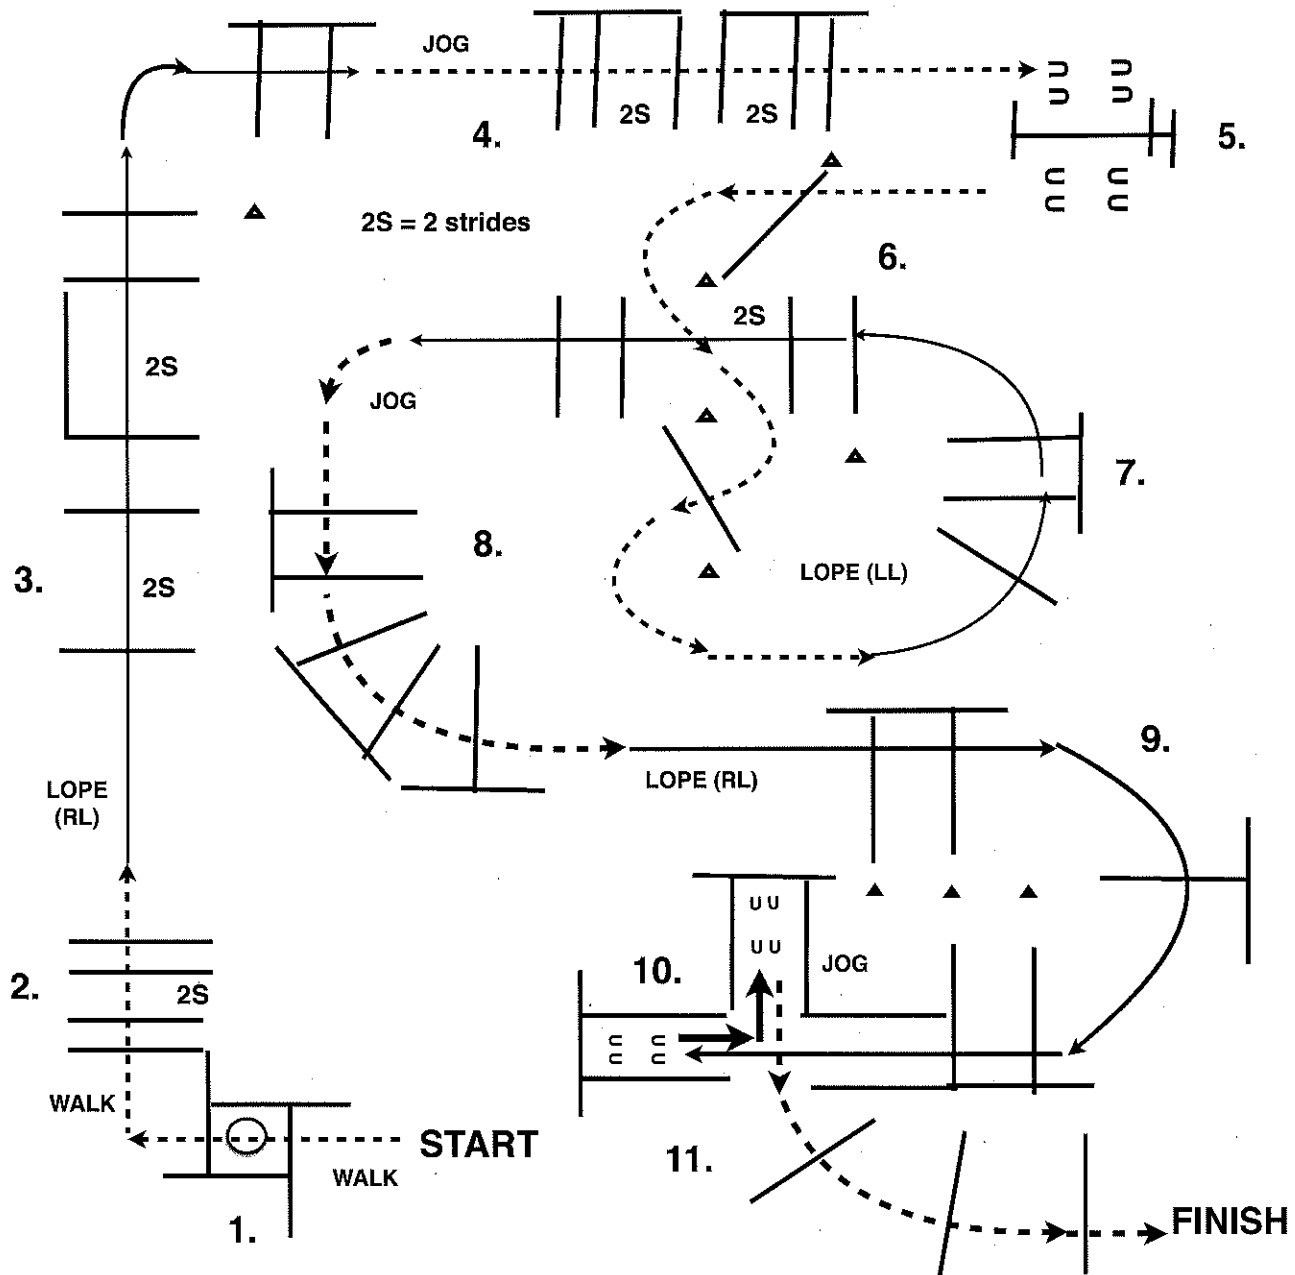 JOG
2S
2S
4.
5.
2S = 2 strides
6.
2S
2S
JOG
7.
8.
3.
2S
LOPE (LL)
9.
LOPE (RL)
LOPE
(RL)
10.
JOG
2.
2S
WALK
START
WALK
11.
1.
FINISH